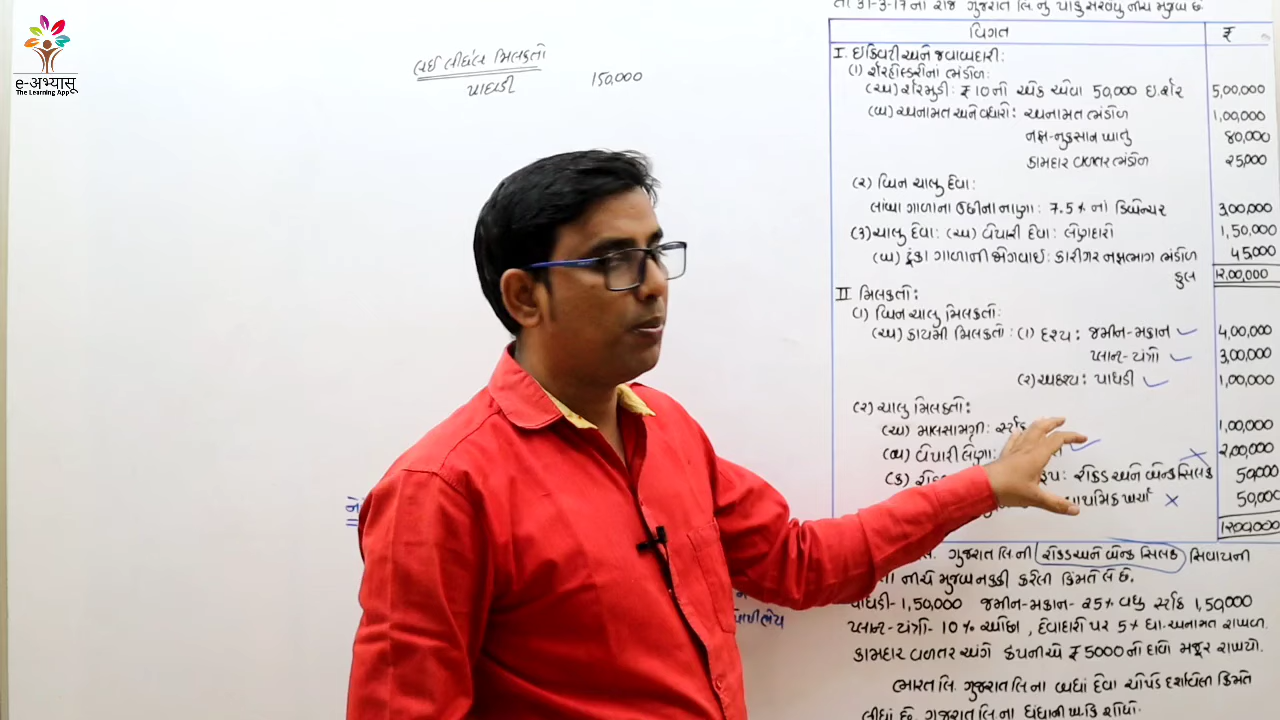 e-अभ्यासू
The Learning App
લઈ લીધેલ મિલકતો
પાઘડી 150,000
તા 31-3-17 ના રોજ ગુજરાત લિ. નું પાકું સરવૈયું નીચે મુજબ છે
વિગત ₹
I ઇક્વિટી અને જવાબદારી:
(1) શેરહોલ્ડરોના ભંડોળ:
(અ) શેરમૂડી: ₹10 નો એક એવા 50,000 ઇ.શેર 5,00,000
(બ) અનામત અને વધારો: અનામત ભંડોળ 1,00,000
નફા-નુકસાન ખાતું 80,000
કામદાર વળતર ભંડોળ 25,000
(૨) બિન ચાલુ દેવા:
લાંબા ગાળાના ઉછીના નાણા: 7.5% ના ડિબેન્ચર 3,00,000
(૩) ચાલુ દેવા: (અ) વેપારી દેવા: લેણદારો 1,50,000
(બ) ટૂંકા ગાળાની જોગવાઈ: કારીગર નફાભાગ ભંડોળ 45,000
કુલ 12,00,000
II મિલકતો:
(1) બિન ચાલુ મિલકતો:
(અ) કાયમી મિલકતો: (1) દૃશ્ય: જમીન-મકાન 4,00,000
પ્લાન્ટ-યંત્રો 3,00,000
(૨) અદૃશ્ય: પાઘડી 1,00,000
(૨) ચાલુ મિલકતો:
(અ) માલસામગ્રી: સ્ટોક 1,00,000
(બ) વેપારી લેણા: 2,00,000
(ક) રોકડ અને બેન્ક સિલક 50,000
પ્રાથમિક ખર્ચા 50,000
12,00,000
લિ. ગુજરાત લિ ની રોકડ અને બેન્ક સિલક સિવાયની
નીચે મુજબ નક્કી કરેલી કિંમતે લે છે.
પાઘડી- 1,50,000 જમીન-મકાન- 25% વધુ સ્ટોક 1,50,000
પ્લાન્ટ-યંત્રો- 10% ઓછા, દેવાદારો પર 5% ઘા.અનામત રાખવી.
કામદાર વળતર અંગે કંપનીએ ₹ 5000 નો દાવો મંજૂર રાખ્યો.
ભારત લિ. ગુજરાત લિ ના બધાં દેવા ચોપડે દર્શાવેલી કિંમતે
લીધાં છે. ગુજરાત લિ ના ધંધાની ખ.કિં શોધો.